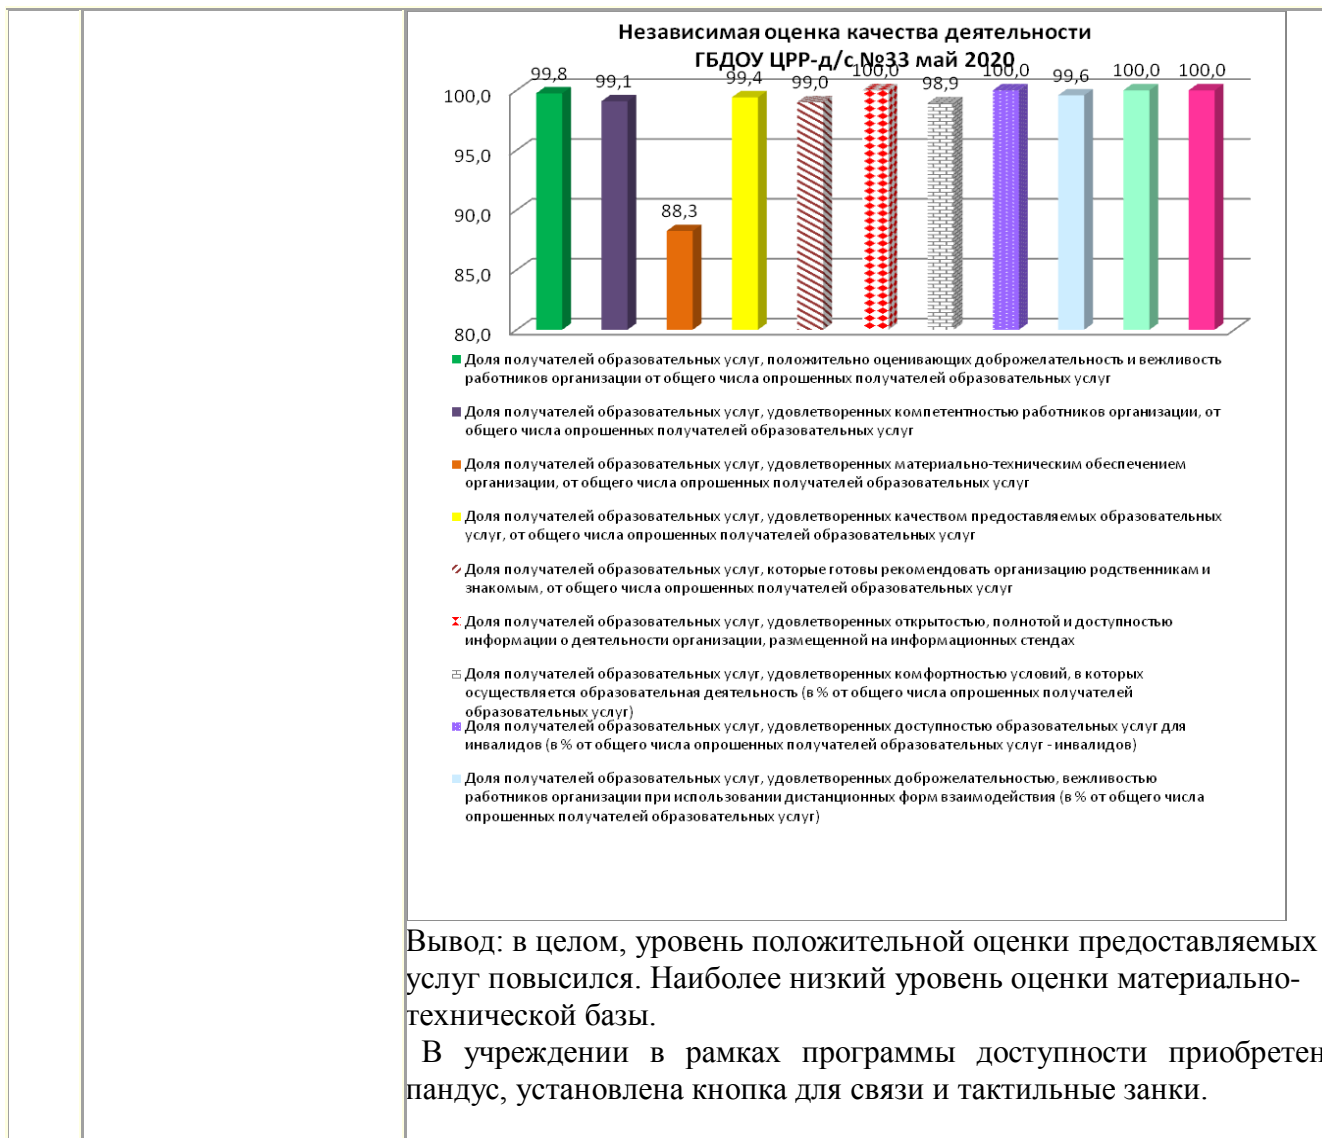 Независимая оценка качества деятельности
ГБДОУ ЦРР-д/с №33 май 2020
99,8
99,1
88,3
99,4
99,0
100,0
98,9
100,0
99,6
100,0
100,0
100,0
95,0
90,0
85,0
80,0
Доля получателей образовательных услуг, положительно оценивающих доброжелательность и вежливость
работников организации от общего числа опрошенных получателей образовательных услуг
Доля получателей образовательных услуг, удовлетворенных компетентностью работников организации, от
общего числа опрошенных получателей образовательных услуг
Доля получателей образовательных услуг, удовлетворенных материально-техническим обеспечением
организации, от общего числа опрошенных получателей образовательных услуг
Доля получателей образовательных услуг, удовлетворенных качеством предоставляемых образовательных
услуг, от общего числа опрошенных получателей образовательных услуг
Доля получателей образовательных услуг, которые готовы рекомендовать организацию родственникам и
знакомым, от общего числа опрошенных получателей образовательных услуг
Доля получателей образовательных услуг, удовлетворенных открытостью, полнотой и доступностью
информации о деятельности организации, размещенной на информационных стендах
Доля получателей образовательных услуг, удовлетворенных комфортностью условий, в которых
осуществляется образовательная деятельность (в % от общего числа опрошенных получателей
образовательных услуг)
Доля получателей образовательных услуг, удовлетворенных доступностью образовательных услуг для
инвалидов (в % от общего числа опрошенных получателей образовательных услуг - инвалидов)
Доля получателей образовательных услуг, удовлетворенных доброжелательностью, вежливостью
работников организации при использовании дистанционных форм взаимодействия (в % от общего числа
опрошенных получателей образовательных услуг)
Вывод: в целом, уровень положительной оценки предоставляемых
услуг повысился. Наиболее низкий уровень оценки материально-
технической базы.
В учреждении в рамках программы доступности приобретен
пандус, установлена кнопка для связи и тактильные занки.